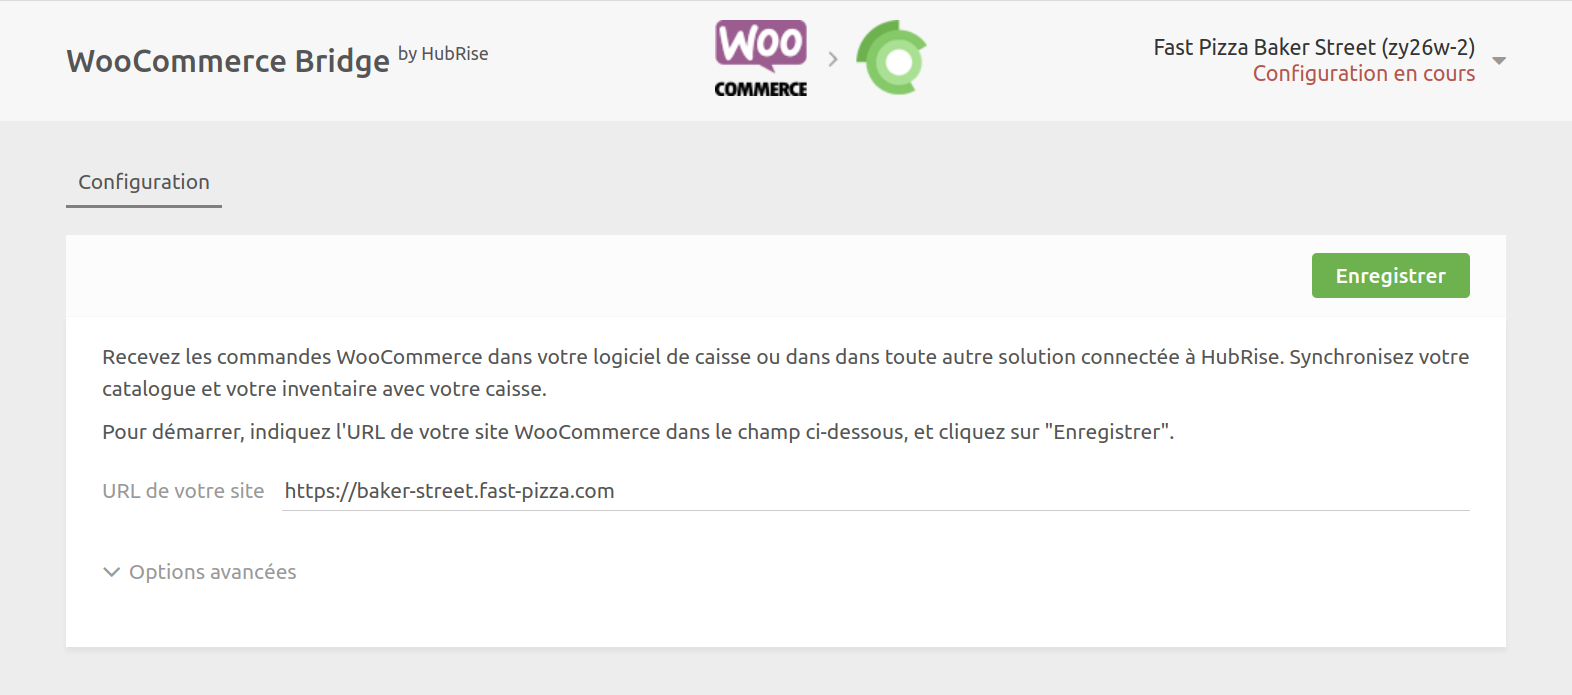 WooCommerce Bridge by HubRise
WOO
COMMERCE
Fast Pizza Baker Street (zy26w-2)
Configuration en cours
Configuration
Enregistrer
Recevez les commandes WooCommerce dans votre logiciel de caisse ou dans dans toute autre solution connectée à HubRise. Synchronisez votre
catalogue et votre inventaire avec votre caisse.
Pour démarrer, indiquez l'URL de votre site WooCommerce dans le champ ci-dessous, et cliquez sur "Enregistrer".
URL de votre site https://baker-street.fast-pizza.com
Options avancées